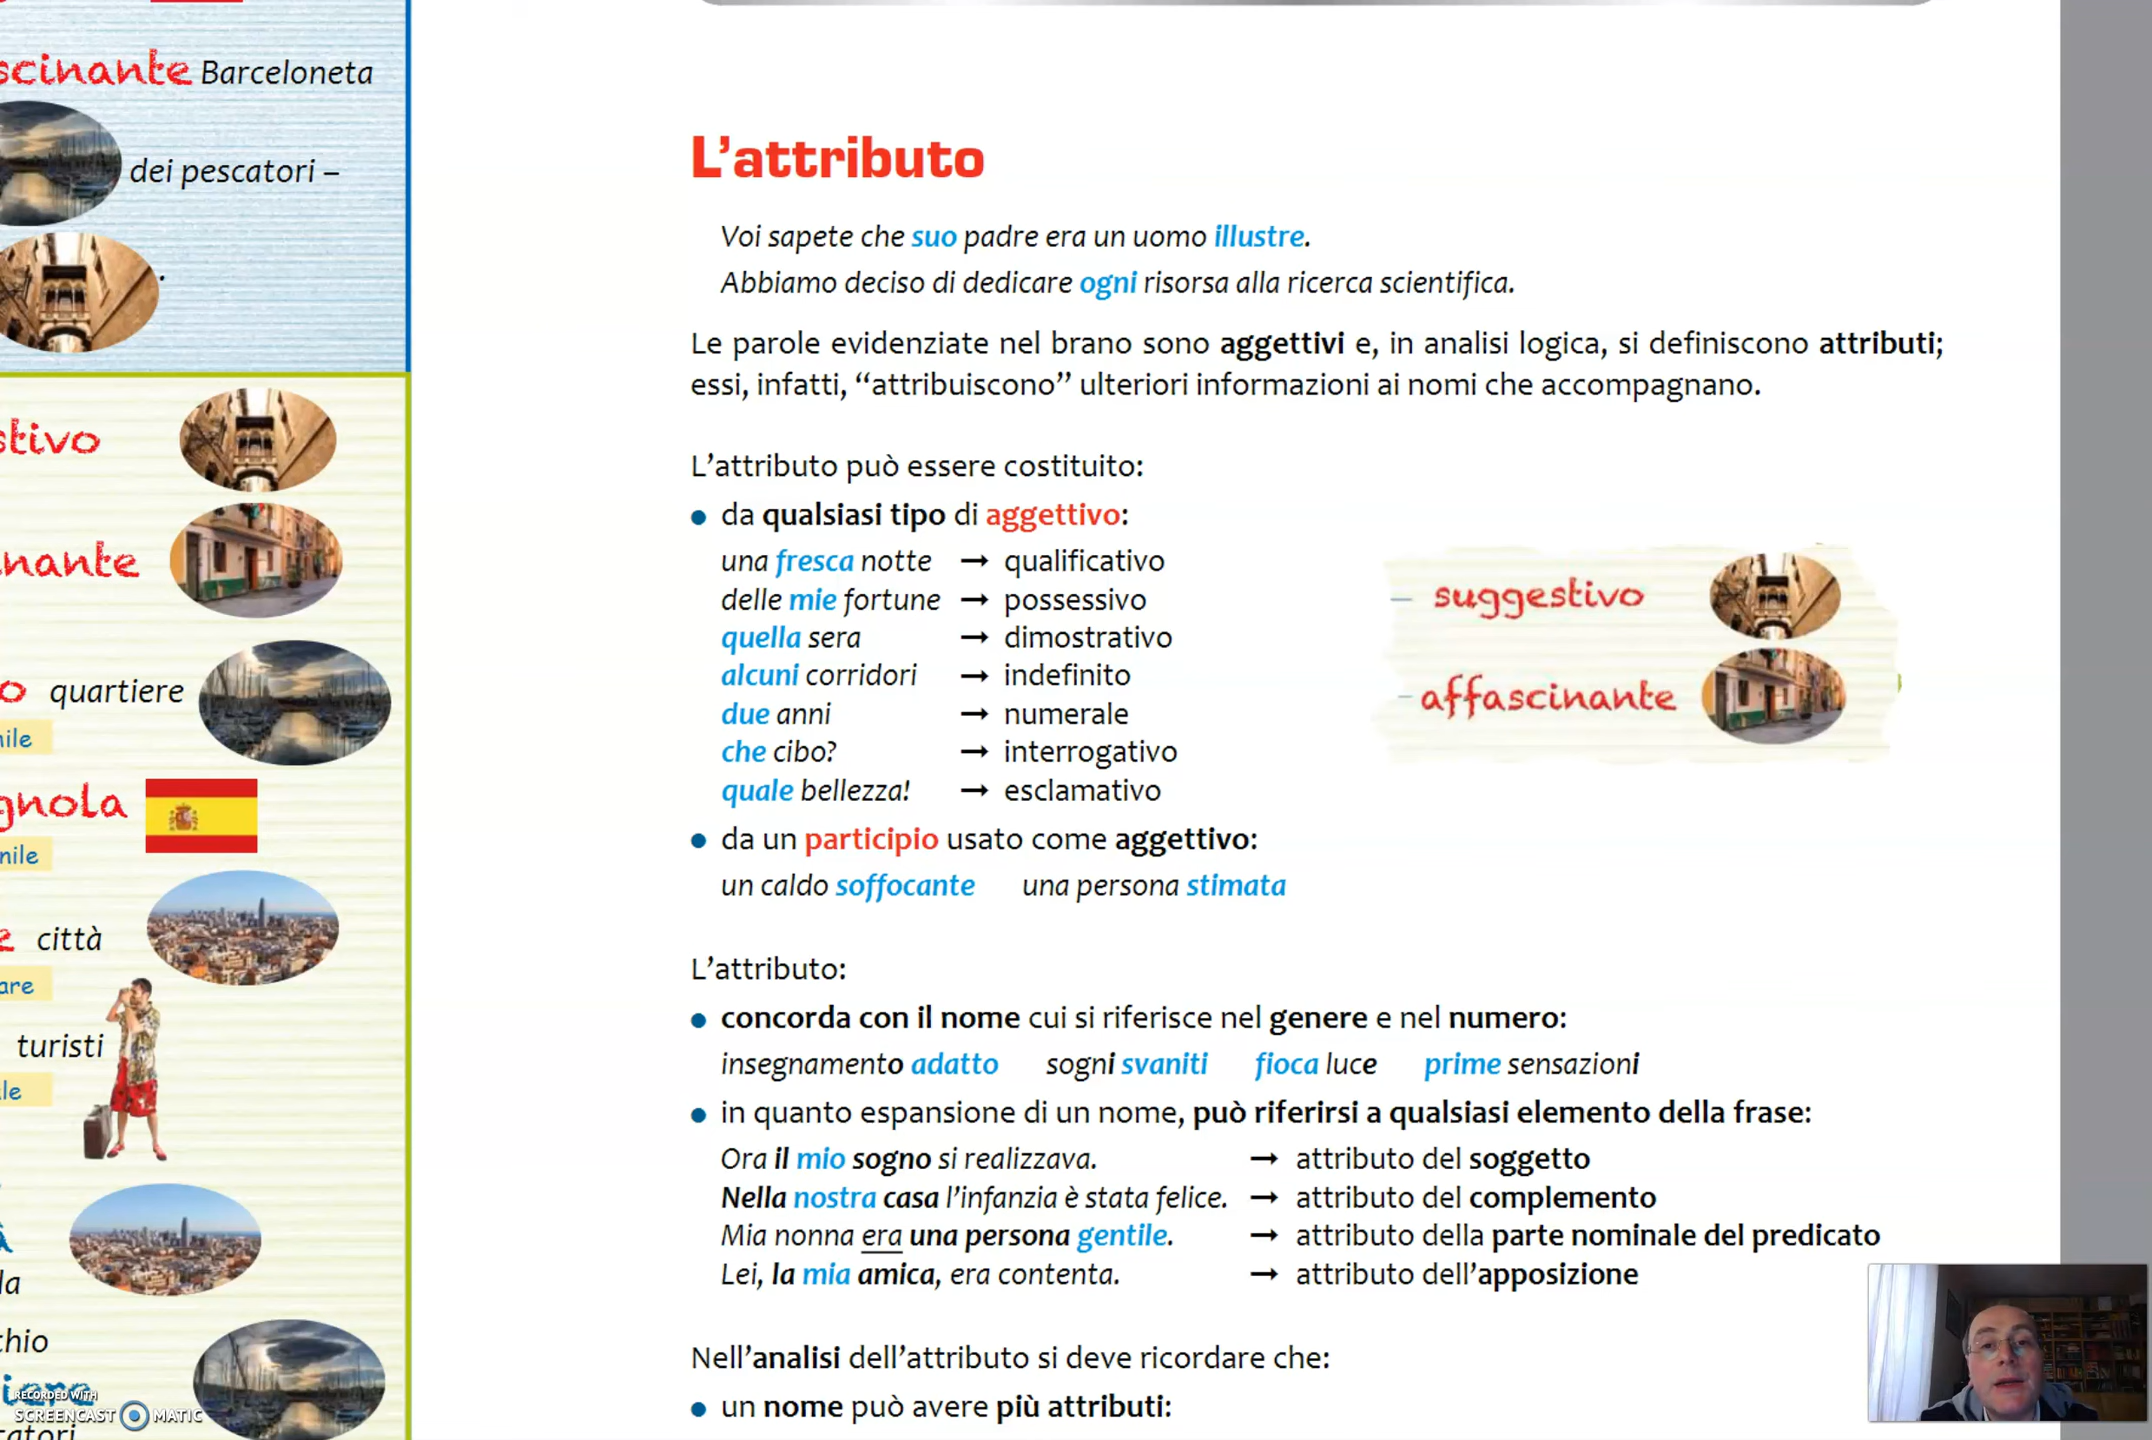 scinante Barceloneta
dei pescatori –
.
stivo
nante
o quartiere
nile
gnola
nile
e città
are
turisti
le
la
chio
iere
catori
RECORDED WITH
SCREENCAST MATIC
L'attributo
Voi sapete che suo padre era un uomo illustre.
Abbiamo deciso di dedicare ogni risorsa alla ricerca scientifica.
Le parole evidenziate nel brano sono aggettivi e, in analisi logica, si definiscono attributi;
essi, infatti, “attribuiscono” ulteriori informazioni ai nomi che accompagnano.
L'attributo può essere costituito:
• da qualsiasi tipo di aggettivo:
una fresca notte → qualificativo
delle mie fortune → possessivo
quella sera → dimostrativo
alcuni corridori → indefinito
due anni → numerale
che cibo? → interrogativo
quale bellezza! → esclamativo
– suggestivo
– affascinante
• da un participio usato come aggettivo:
un caldo soffocante una persona stimata
L'attributo:
• concorda con il nome cui si riferisce nel genere e nel numero:
insegnamento adatto sogni svaniti fioca luce prime sensazioni
• in quanto espansione di un nome, può riferirsi a qualsiasi elemento della frase:
Ora il mio sogno si realizzava. → attributo del soggetto
Nella nostra casa l'infanzia è stata felice. → attributo del complemento
Mia nonna era una persona gentile. → attributo della parte nominale del predicato
Lei, la mia amica, era contenta. → attributo dell'apposizione
Nell'analisi dell'attributo si deve ricordare che:
• un nome può avere più attributi: